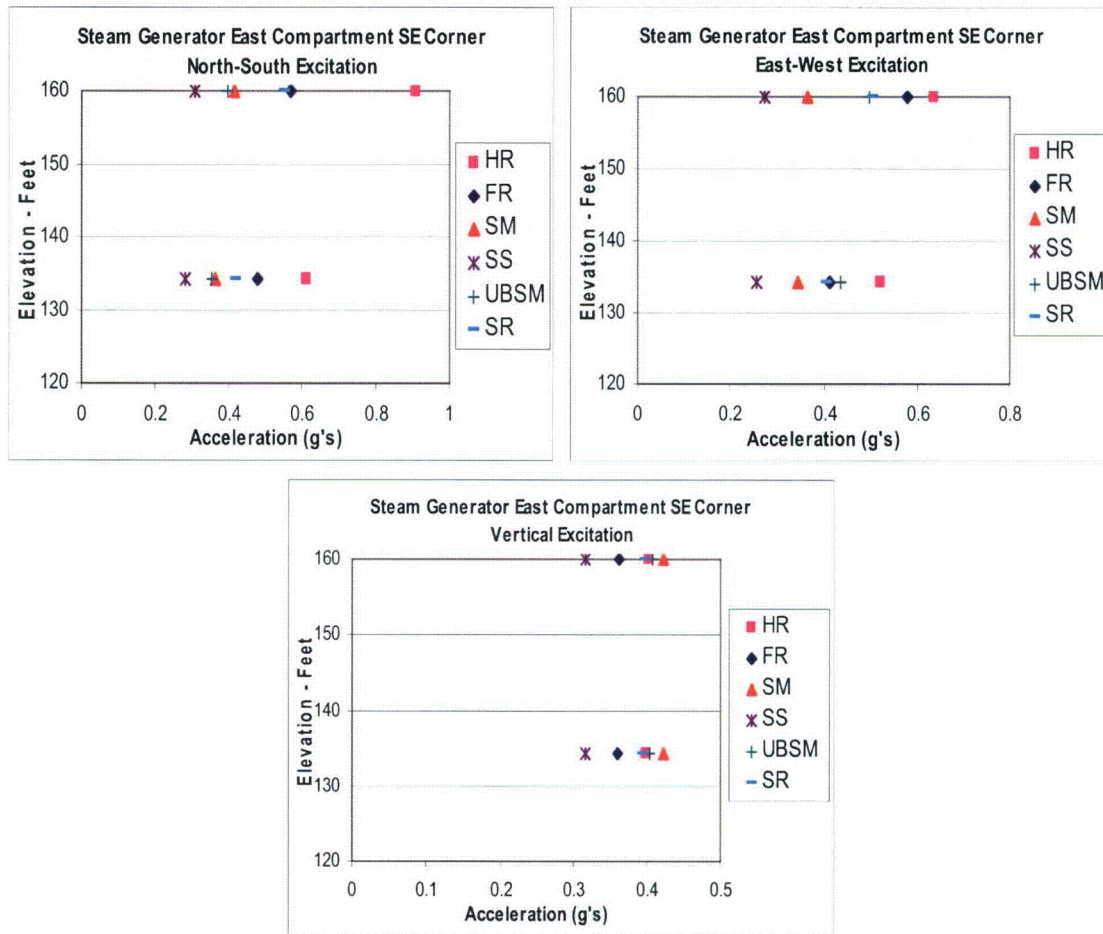 Steam Generator East Compartment SE Corner
North-South Excitation
Elevation - Feet
160
150
140
130
120
0 0.2 0.4 0.6 0.8 1
Acceleration (g's)
HR
FR
SM
SS
UBSM
SR
Steam Generator East Compartment SE Corner
East-West Excitation
Elevation - Feet
160
150
140
130
120
0 0.2 0.4 0.6 0.8
Acceleration (g's)
HR
FR
SM
SS
UBSM
SR
Steam Generator East Compartment SE Corner
Vertical Excitation
Elevation - Feet
160
150
140
130
120
0 0.1 0.2 0.3 0.4 0.5
Acceleration (g's)
HR
FR
SM
SS
UBSM
SR